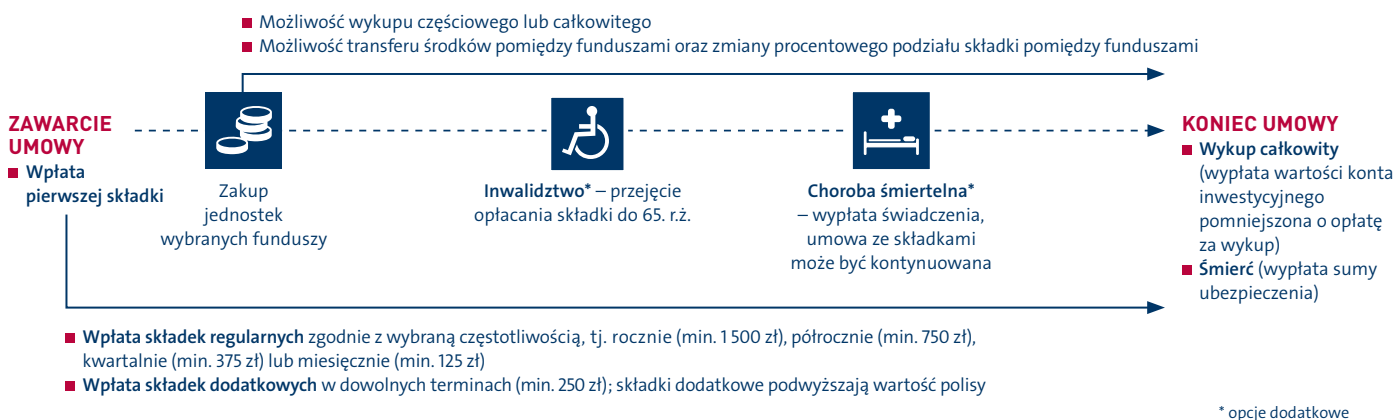 Możliwość wykupu częściowego lub całkowitego
Możliwość transferu środków pomiędzy funduszami oraz zmiany procentowego podziału składki pomiędzy funduszami
ZAWARCIE
UMOWY
Wpłata
pierwszej składki
Zakup
jednostek
wybranych funduszy
Inwalidztwo* – przejęcie
opłacania składki do 65. r.ż.
Choroba śmiertelna*
– wypłata świadczenia,
umowa ze składkami
może być kontynuowana
KONIEC UMOWY
Wykup całkowity
(wypłata wartości konta
inwestycyjnego
pomniejszona o opłatę
za wykup)
Śmierć (wypłata sumy
ubezpieczenia)
Wpłata składek regularnych zgodnie z wybraną częstotliwością, tj. rocznie (min. 1 500 zł), półrocznie (min. 750 zł),
kwartalnie (min. 375 zł) lub miesięcznie (min. 125 zł)
Wpłata składek dodatkowych w dowolnych terminach (min. 250 zł); składki dodatkowe podwyższają wartość polisy
* opcje dodatkowe